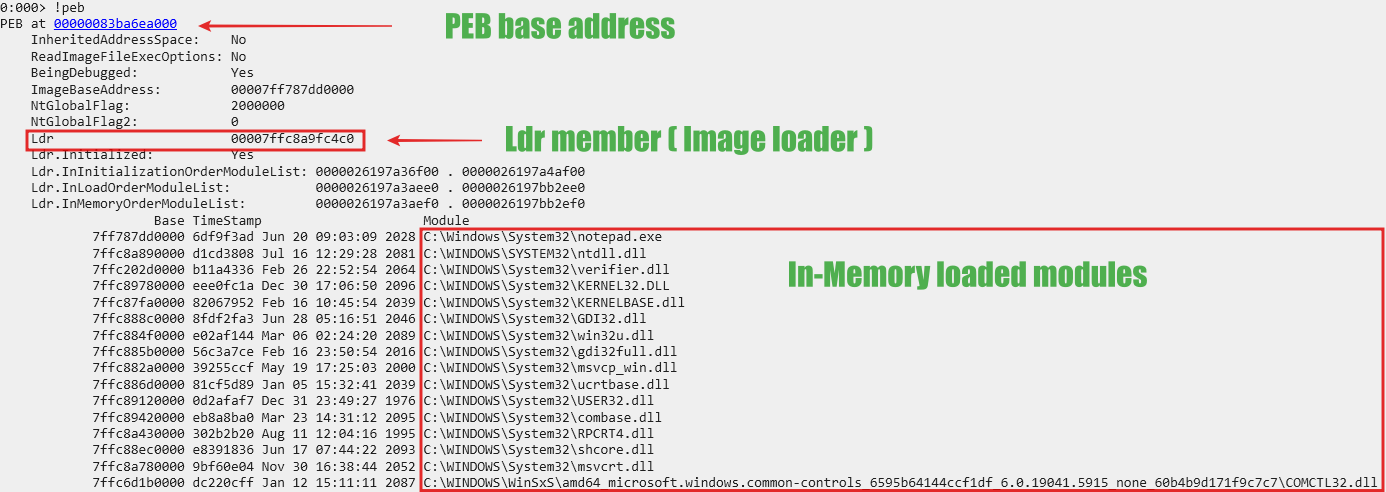 0:000> !peb
PEB at 00000083ba6ea000
PEB base address
InheritedAddressSpace: No
ReadImageFileExecOptions: No
BeingDebugged: Yes
ImageBaseAddress: 00007ff787dd0000
NtGlobalFlag: 2000000
NtGlobalFlag2: 0
Ldr 00007ffc8a9fc4c0
Ldr member ( Image loader )
Ldr.Initialized: Yes
Ldr.InInitializationOrderModuleList: 0000026197a36f00 . 0000026197a4af00
Ldr.InLoadOrderModuleList: 0000026197a3aee0 . 0000026197bb2ee0
Ldr.InMemoryOrderModuleList: 0000026197a3aef0 . 0000026197bb2ef0
Base TimeStamp Module
7ff787dd0000 6df9f3ad Jun 20 09:03:09 2028 C:\Windows\System32\notepad.exe
7ffc8a890000 d1cd3808 Jul 16 12:29:28 2081 C:\WINDOWS\SYSTEM32\ntdll.dll
7ffc202d0000 b11a4336 Feb 26 22:52:54 2064 C:\WINDOWS\System32\verifier.dll
In-Memory loaded modules
7ffc89780000 eee0fc1a Dec 30 17:06:50 2096 C:\WINDOWS\System32\KERNEL32.DLL
7ffc87fa0000 82067952 Feb 16 10:45:54 2039 C:\WINDOWS\System32\KERNELBASE.dll
7ffc888c0000 8fdf2fa3 Jun 28 05:16:51 2046 C:\WINDOWS\System32\GDI32.dll
7ffc884f0000 e02af144 Mar 06 02:24:20 2089 C:\WINDOWS\System32\win32u.dll
7ffc885b0000 56c3a7ce Feb 16 23:50:54 2016 C:\WINDOWS\System32\gdi32full.dll
7ffc882a0000 39255ccf May 19 17:25:03 2000 C:\WINDOWS\System32\msvcp_win.dll
7ffc886d0000 81cf5d89 Jan 05 15:32:41 2039 C:\WINDOWS\System32\ucrtbase.dll
7ffc89120000 0d2afaf7 Dec 31 23:49:27 1976 C:\WINDOWS\System32\USER32.dll
7ffc89420000 eb8a8ba0 Mar 23 14:31:12 2095 C:\WINDOWS\System32\combase.dll
7ffc8a430000 302b2b20 Aug 11 12:04:16 1995 C:\WINDOWS\System32\RPCRT4.dll
7ffc88ec0000 e8391836 Jun 17 07:44:22 2093 C:\WINDOWS\System32\shcore.dll
7ffc8a780000 9bf60e04 Nov 30 16:38:44 2052 C:\WINDOWS\System32\msvcrt.dll
7ffc6d1b0000 dc220cff Jan 12 15:11:11 2087 C:\WINDOWS\WinSxS\amd64_microsoft.windows.common-controls_6595b64144ccf1df_6.0.19041.5915_none_60b4b9d171f9c7c7\COMCTL32.dll